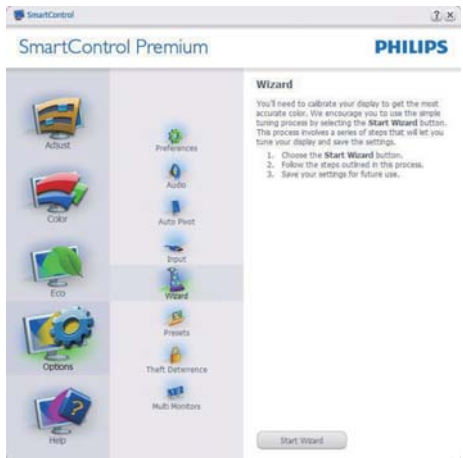 SmartControl
SmartControl Premium
PHILIPS
Adjust
Color
Eco
Options
Help
Preferences
Audio
Auto Pivot
Input
Wizard
Presets
Theft Deterrence
Multi Monitors
Wizard
You'll need to calibrate your display to get the most
accurate color. We encourage you to use the simple
tuning process by selecting the Start Wizard button.
This process involves a series of steps that will let you
tune your display and save the settings.
1. Choose the Start Wizard button.
2. Follow the steps outlined in this process.
3. Save your settings for future use.
Start Wizard